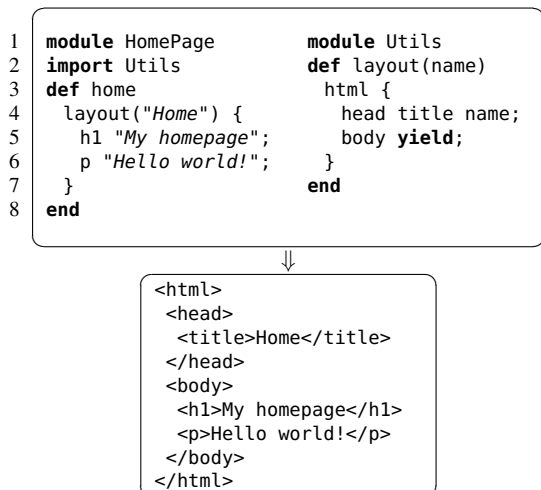 1 module HomePage module Utils
2 import Utils def layout(name)
3 def home html {
4 layout("Home") { head title name;
5 h1 "My homepage"; body yield;
6 p "Hello world!"; }
7 } end
8 end
⇓
<html>
<head>
<title>Home</title>
</head>
<body>
<h1>My homepage</h1>
<p>Hello world!</p>
</body>
</html>